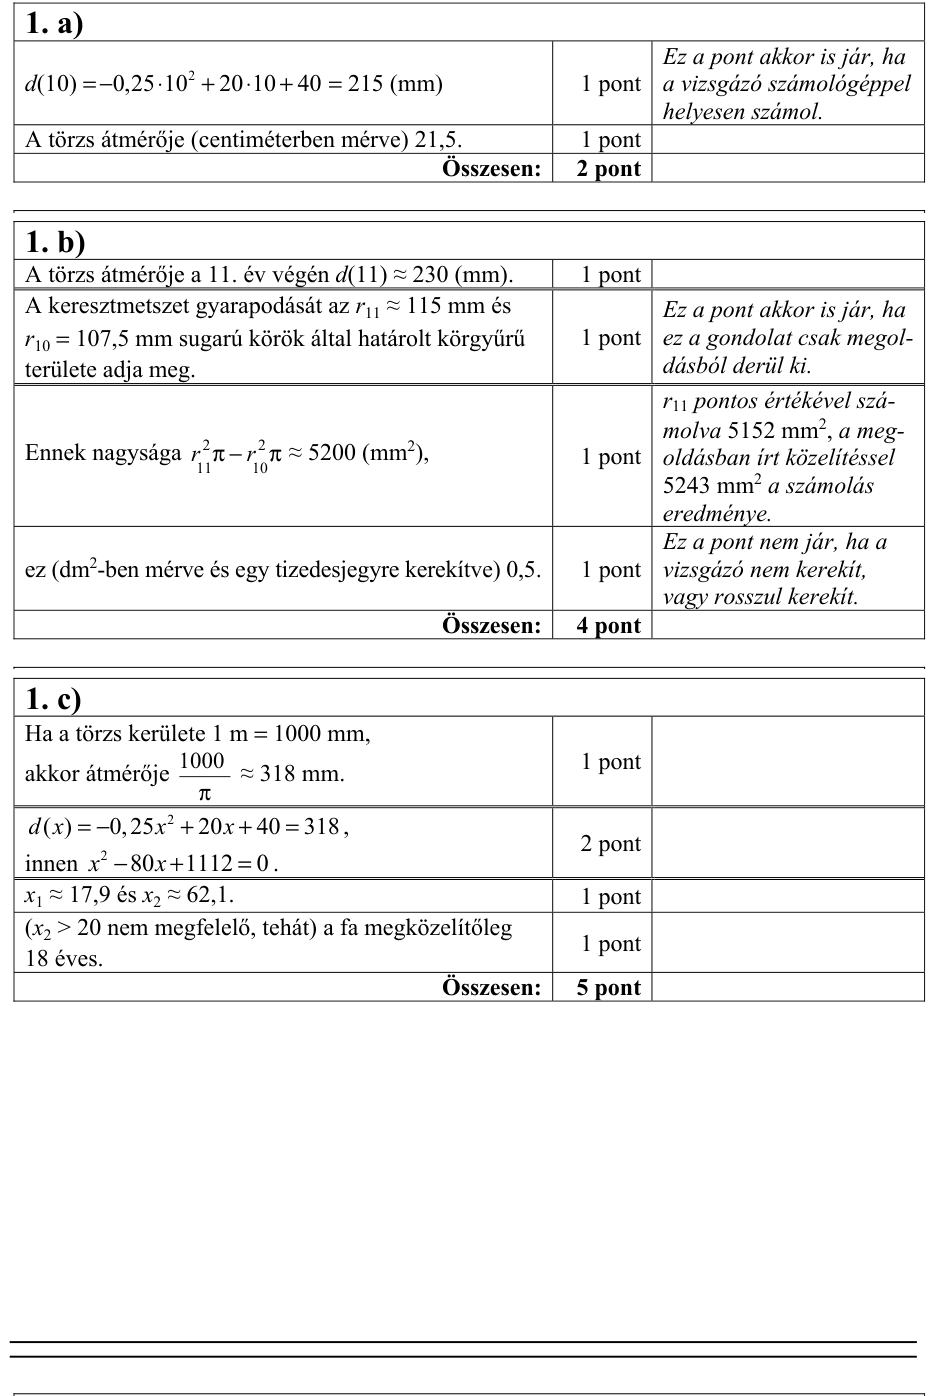 1. a)
d(10) = −0,25·10² + 20·10 + 40 = 215 (mm)
1 pont
Ez a pont akkor is jár, ha
a vizsgázó számológéppel
helyesen számol.
A törzs átmérője (centiméterben mérve) 21,5.
1 pont
Összesen:
2 pont
1. b)
A törzs átmérője a 11. év végén d(11) ≈ 230 (mm).
1 pont
A keresztmetszet gyarapodását az r₁₁ ≈ 115 mm és
r₁₀ = 107,5 mm sugarú körök által határolt körgyűrű
területe adja meg.
1 pont
Ez a pont akkor is jár, ha
ez a gondolat csak megol-
dásból derül ki.
Ennek nagysága r₁₁²π − r₁₀²π ≈ 5200 (mm²),
1 pont
r₁₁ pontos értékével szá-
molva 5152 mm², a meg-
oldásban írt közelítéssel
5243 mm² a számolás
eredménye.
ez (dm²-ben mérve és egy tizedesjegyre kerekítve) 0,5.
1 pont
Ez a pont nem jár, ha a
vizsgázó nem kerekít,
vagy rosszul kerekít.
Összesen:
4 pont
1. c)
Ha a törzs kerülete 1 m = 1000 mm,
akkor átmérője 1000/π ≈ 318 mm.
1 pont
d(x) = −0,25x² + 20x + 40 = 318,
innen x² − 80x + 1112 = 0.
2 pont
x₁ ≈ 17,9 és x₂ ≈ 62,1.
1 pont
(x₂ > 20 nem megfelelő, tehát) a fa megközelítőleg
18 éves.
1 pont
Összesen:
5 pont